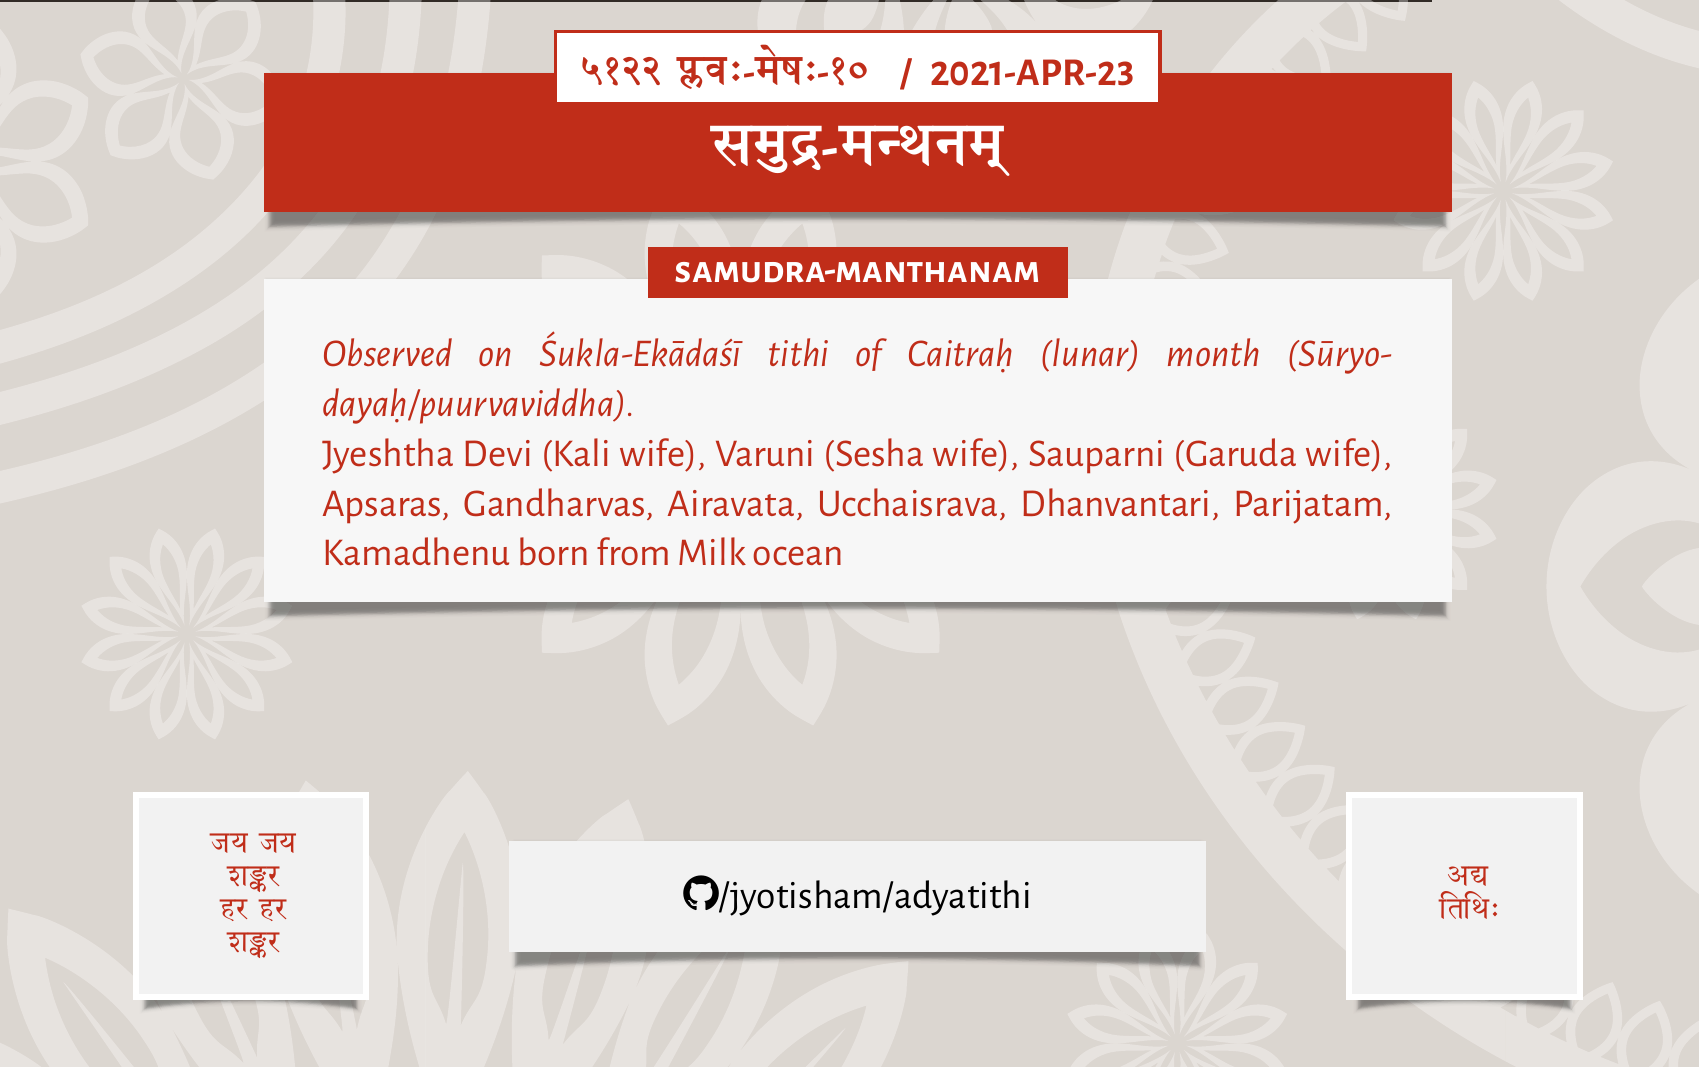 ५१२२ प्लवः-मेषः-१० / 2021-APR-23
समुद्र-मन्थनम्
SAMUDRA-MANTHANAM
Observed on Śukla-Ekādaśī tithi of Caitraḥ (lunar) month (Sūryo-
dayaḥ/puurvaviddha).
Jyeshtha Devi (Kali wife), Varuni (Sesha wife), Sauparni (Garuda wife),
Apsaras, Gandharvas, Airavata, Ucchaisrava, Dhanvantari, Parijatam,
Kamadhenu born from Milk ocean
जय जय
शङ्कर
हर हर
शङ्कर
/jyotisham/adyatithi
अद्य
तिथिः